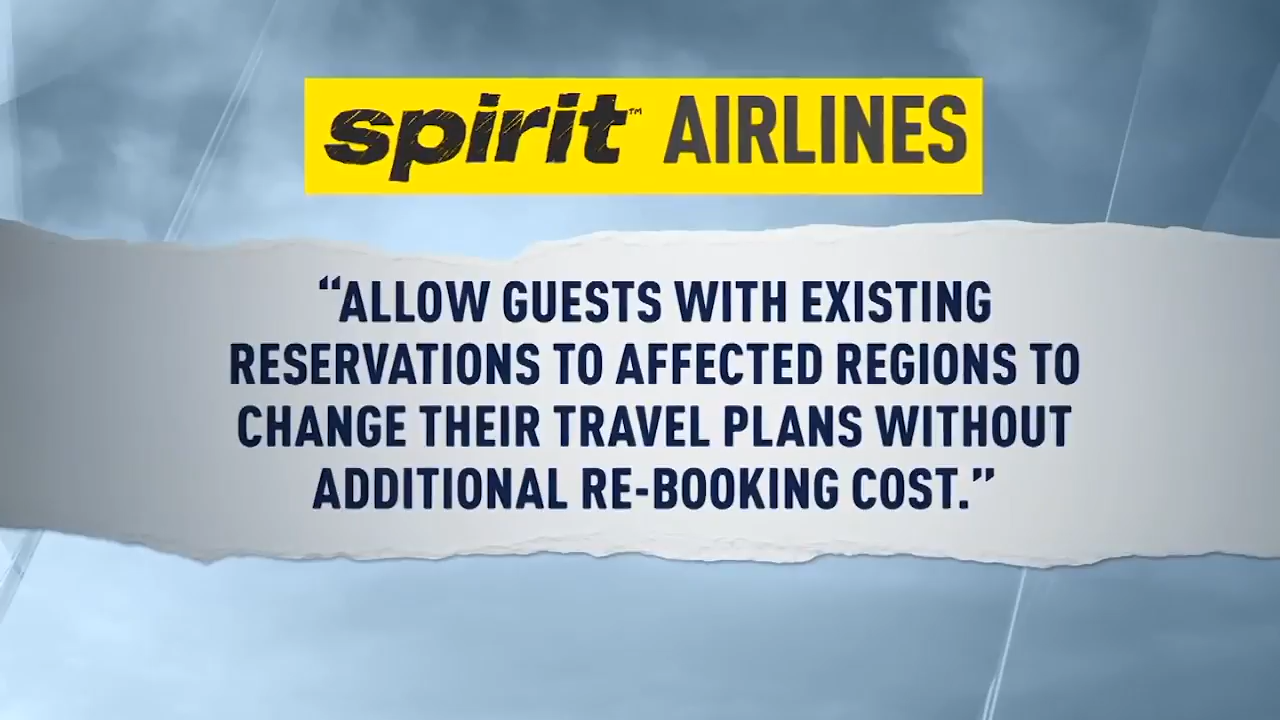 spirit™ AIRLINES
“ALLOW GUESTS WITH EXISTING
RESERVATIONS TO AFFECTED REGIONS TO
CHANGE THEIR TRAVEL PLANS WITHOUT
ADDITIONAL RE-BOOKING COST.”